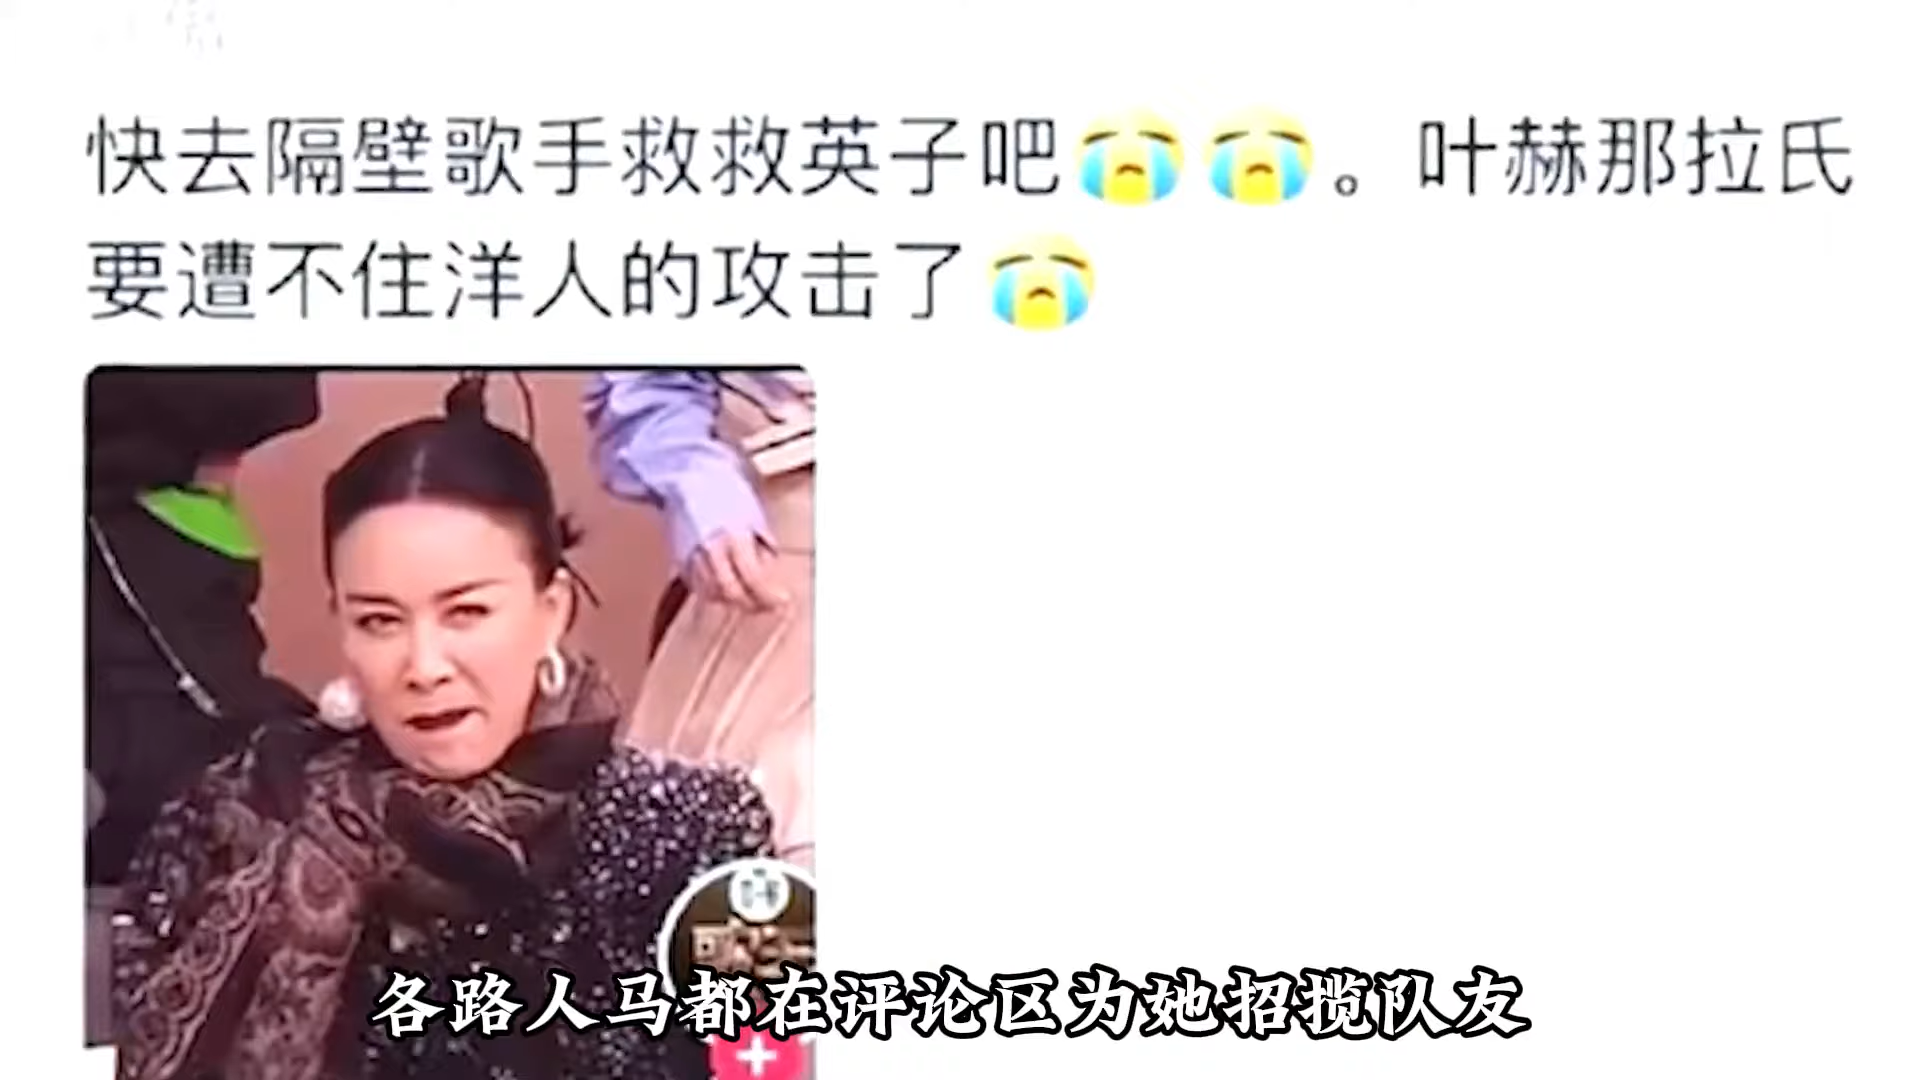 快去隔壁歌手救救英子吧😭😭。叶赫那拉氏
要遭不住洋人的攻击了😭
各路人马都在评论区为她招揽队友